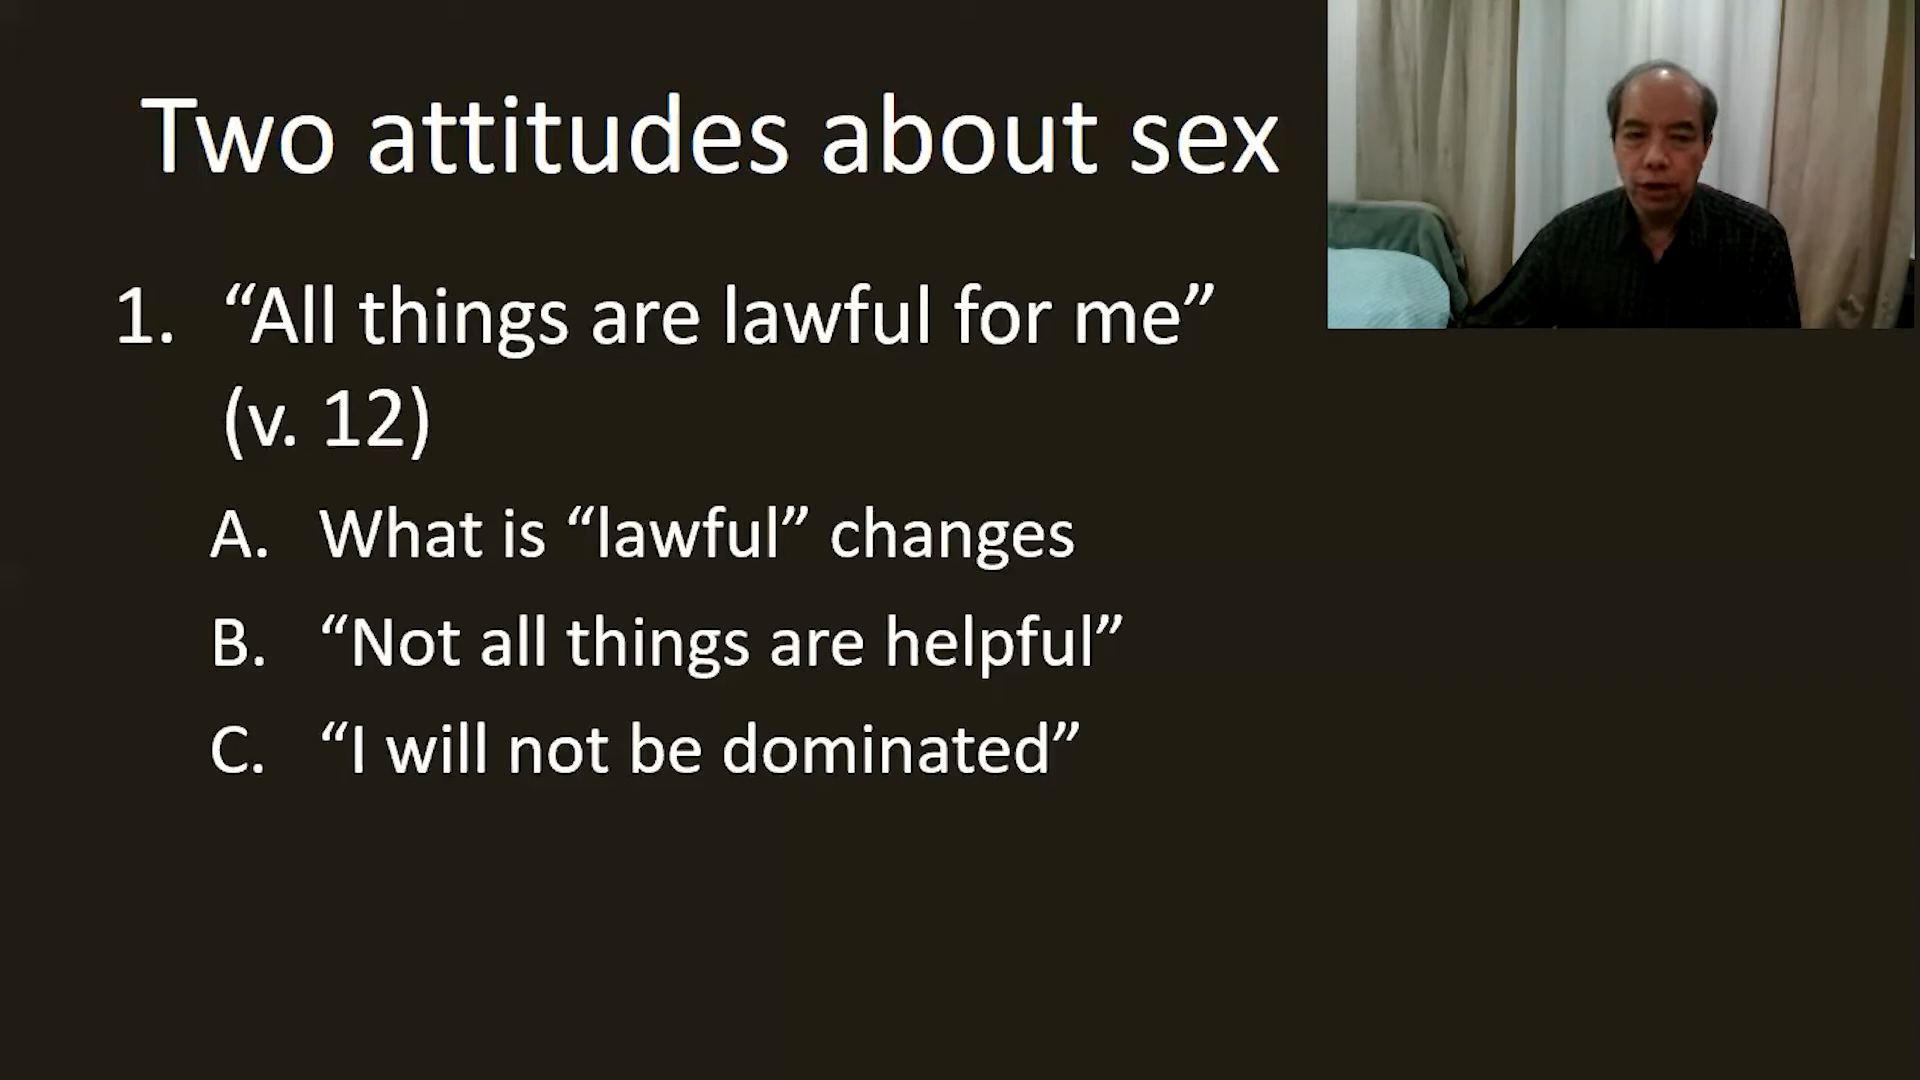 Two attitudes about sex
1. “All things are lawful for me”
(v. 12)
A. What is “lawful” changes
B. “Not all things are helpful”
C. “I will not be dominated”